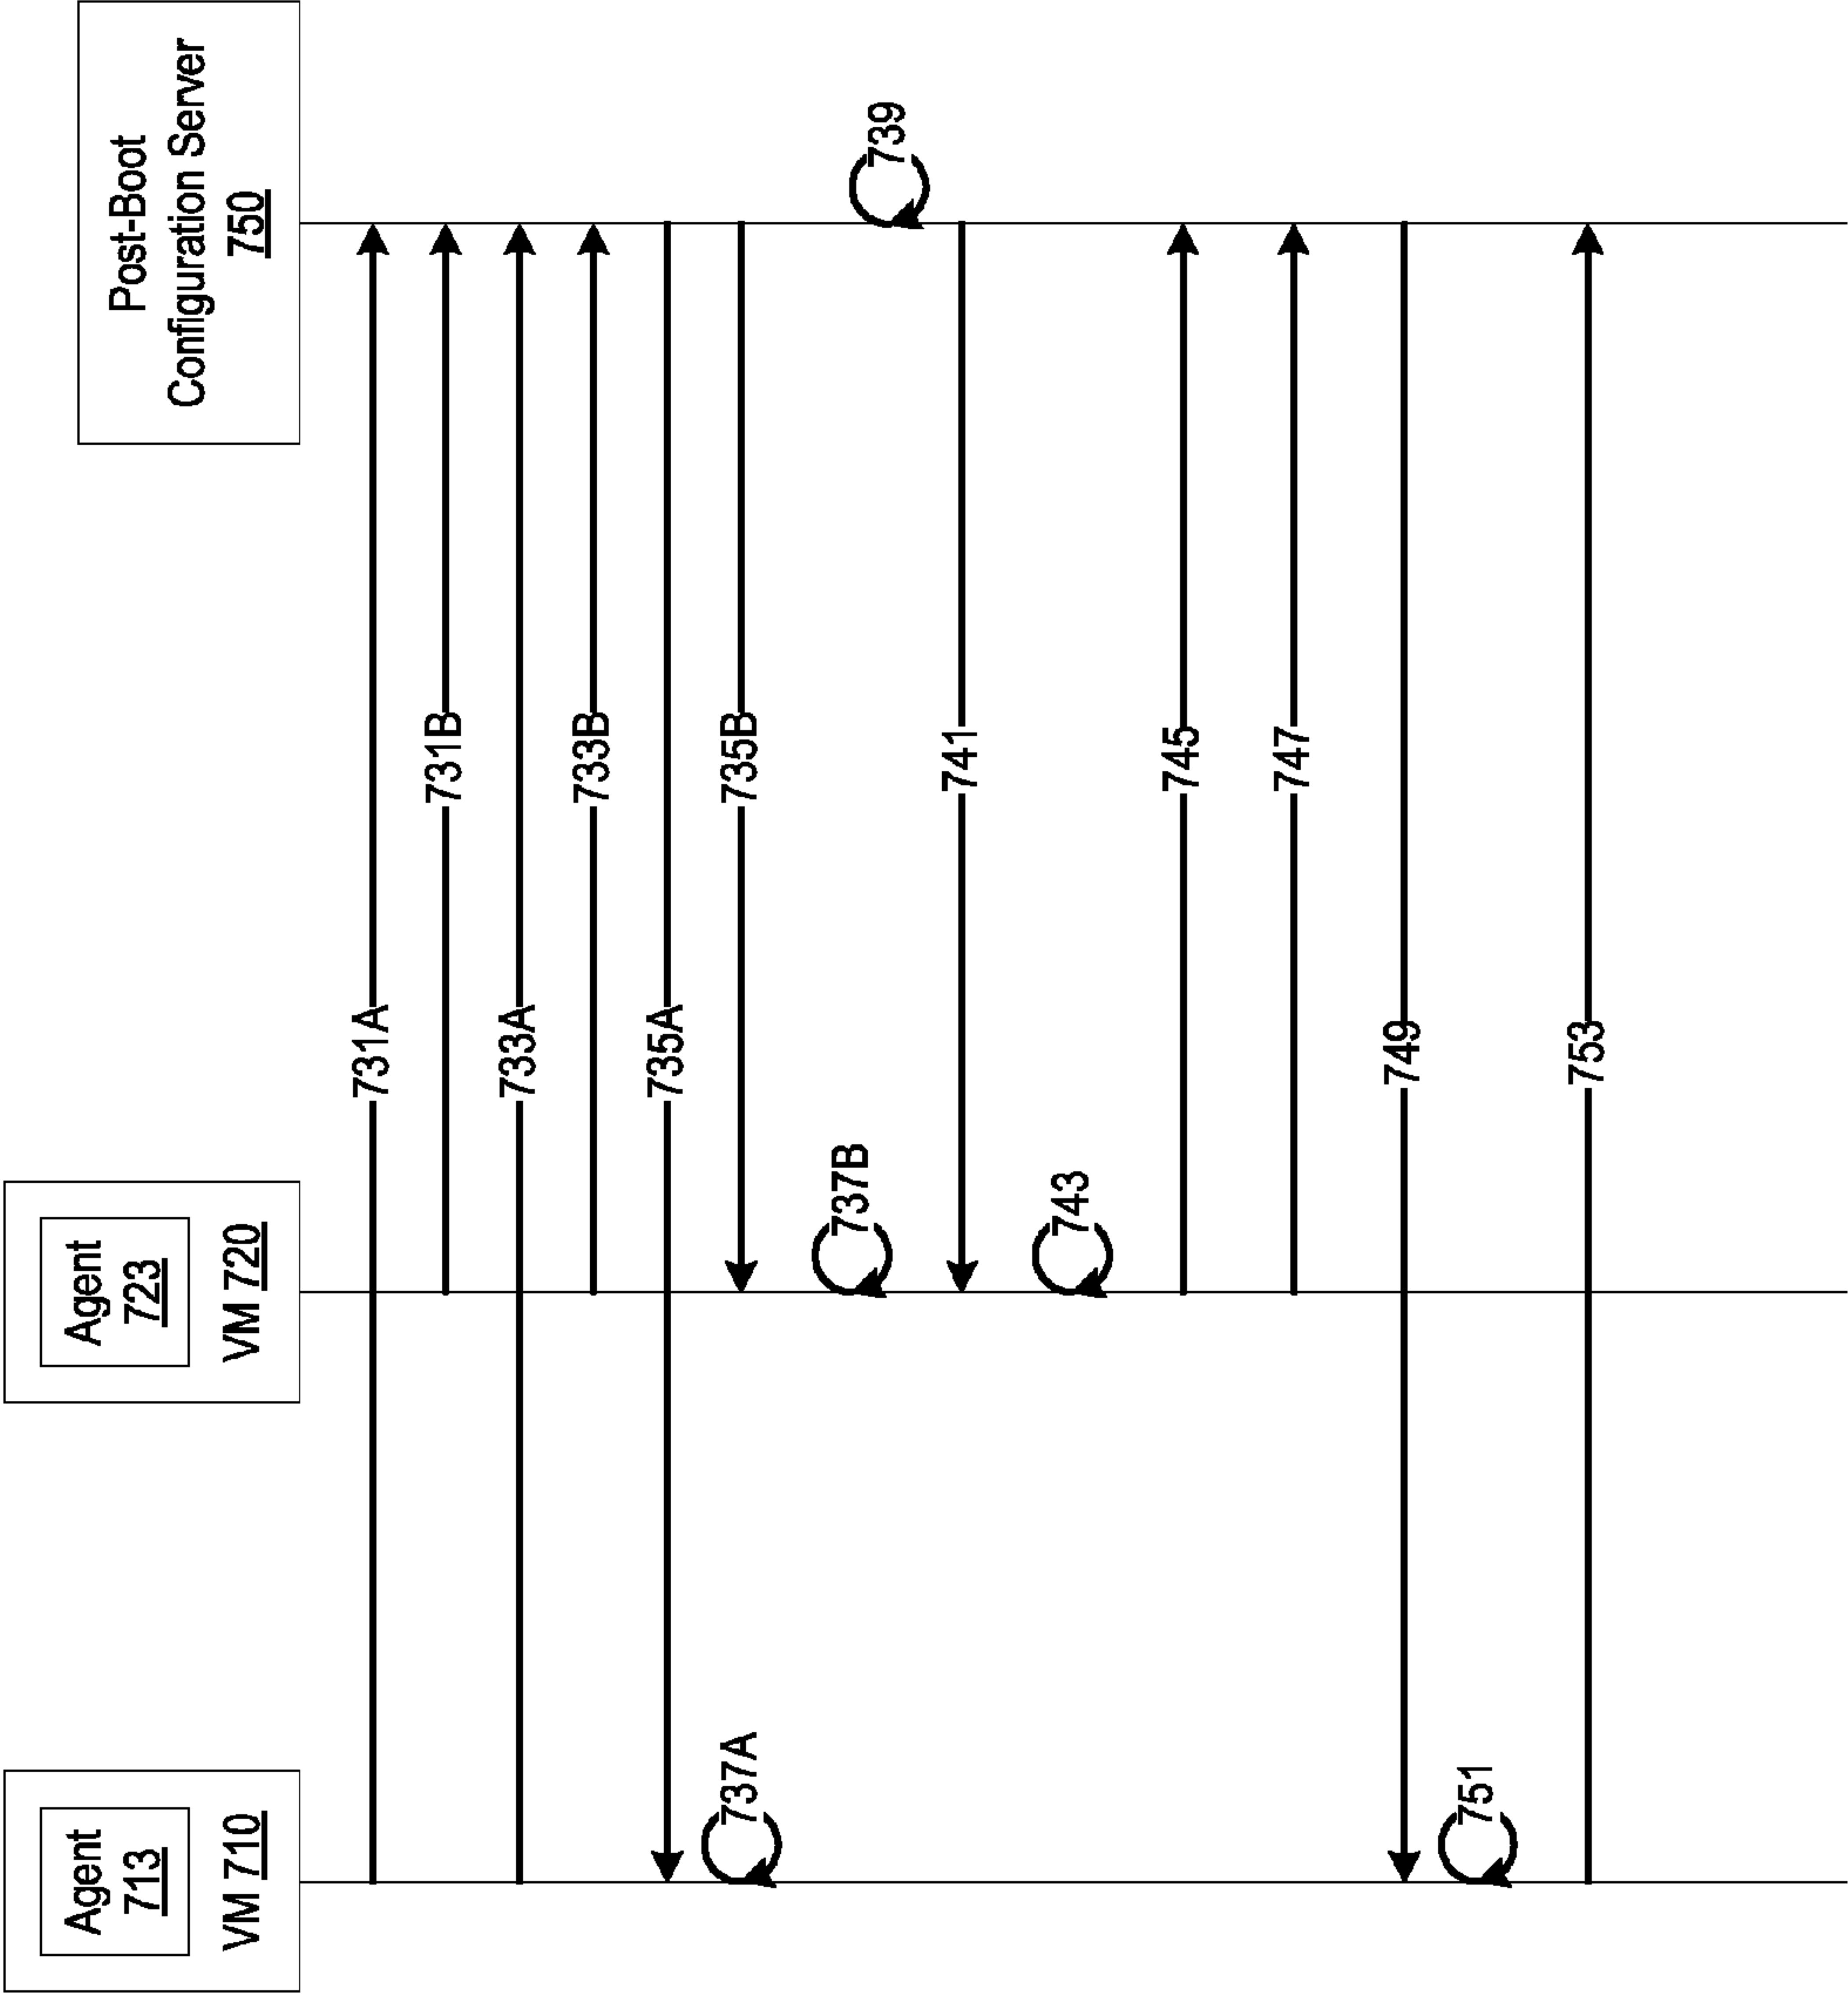 Agent
713
VM 710
Agent
723
VM 720
Post-Boot
Configuration Server
750
731A
731B
733A
733B
735A
735B
737A
737B
739
741
743
745
747
749
751
753